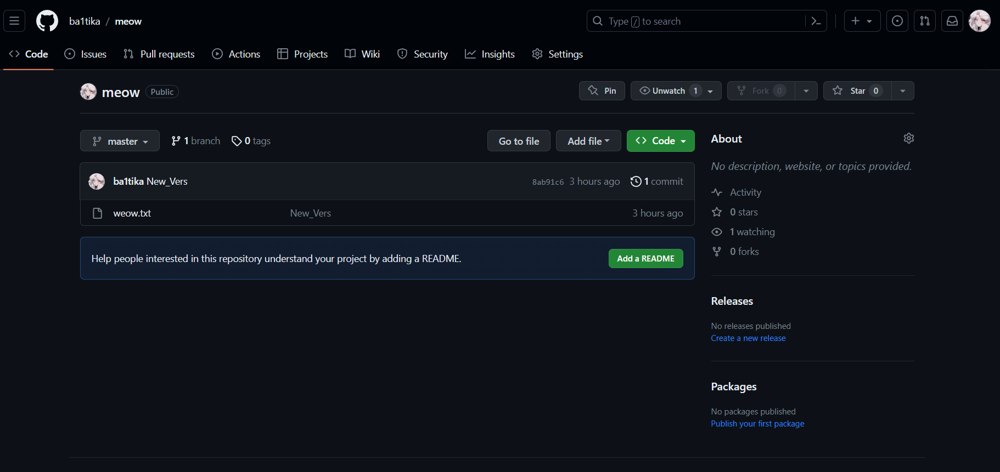 ba1tika / meow
Type / to search
Code Issues Pull requests Actions Projects Wiki Security Insights Settings
meow Public
Pin Unwatch 1 Fork 0 Star 0
master 1 branch 0 tags Go to file Add file Code
ba1tika New_Vers 8ab91c6 3 hours ago 1 commit
weow.txt New_Vers 3 hours ago
Help people interested in this repository understand your project by adding a README. Add a README
About
No description, website, or topics provided.
Activity
0 stars
1 watching
0 forks
Releases
No releases published
Create a new release
Packages
No packages published
Publish your first package